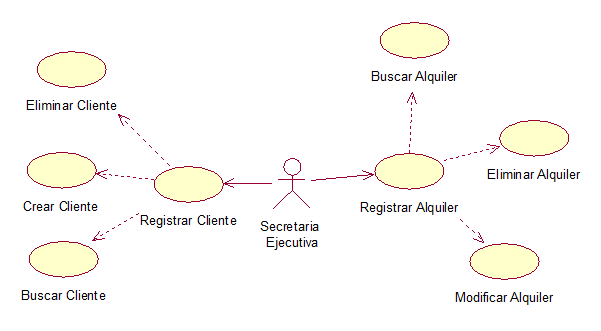 Buscar Alquiler
Eliminar Cliente
Eliminar Alquiler
Crear Cliente
Registrar Cliente
Registrar Alquiler
Secretaria
Ejecutiva
Buscar Cliente
Modificar Alquiler